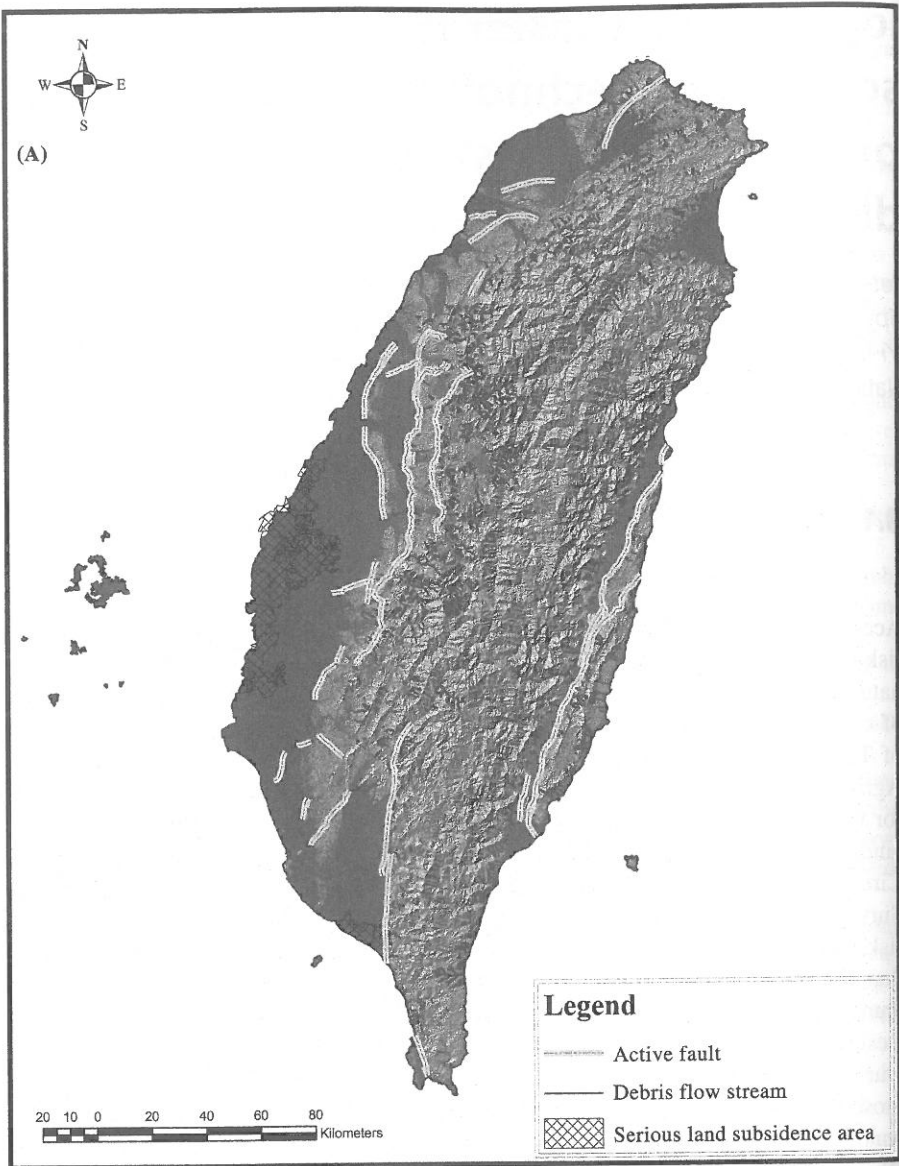 N
W E
S
(A)
Legend
Active fault
Debris flow stream
Serious land subsidence area
20 10 0 20 40 60 80
Kilometers